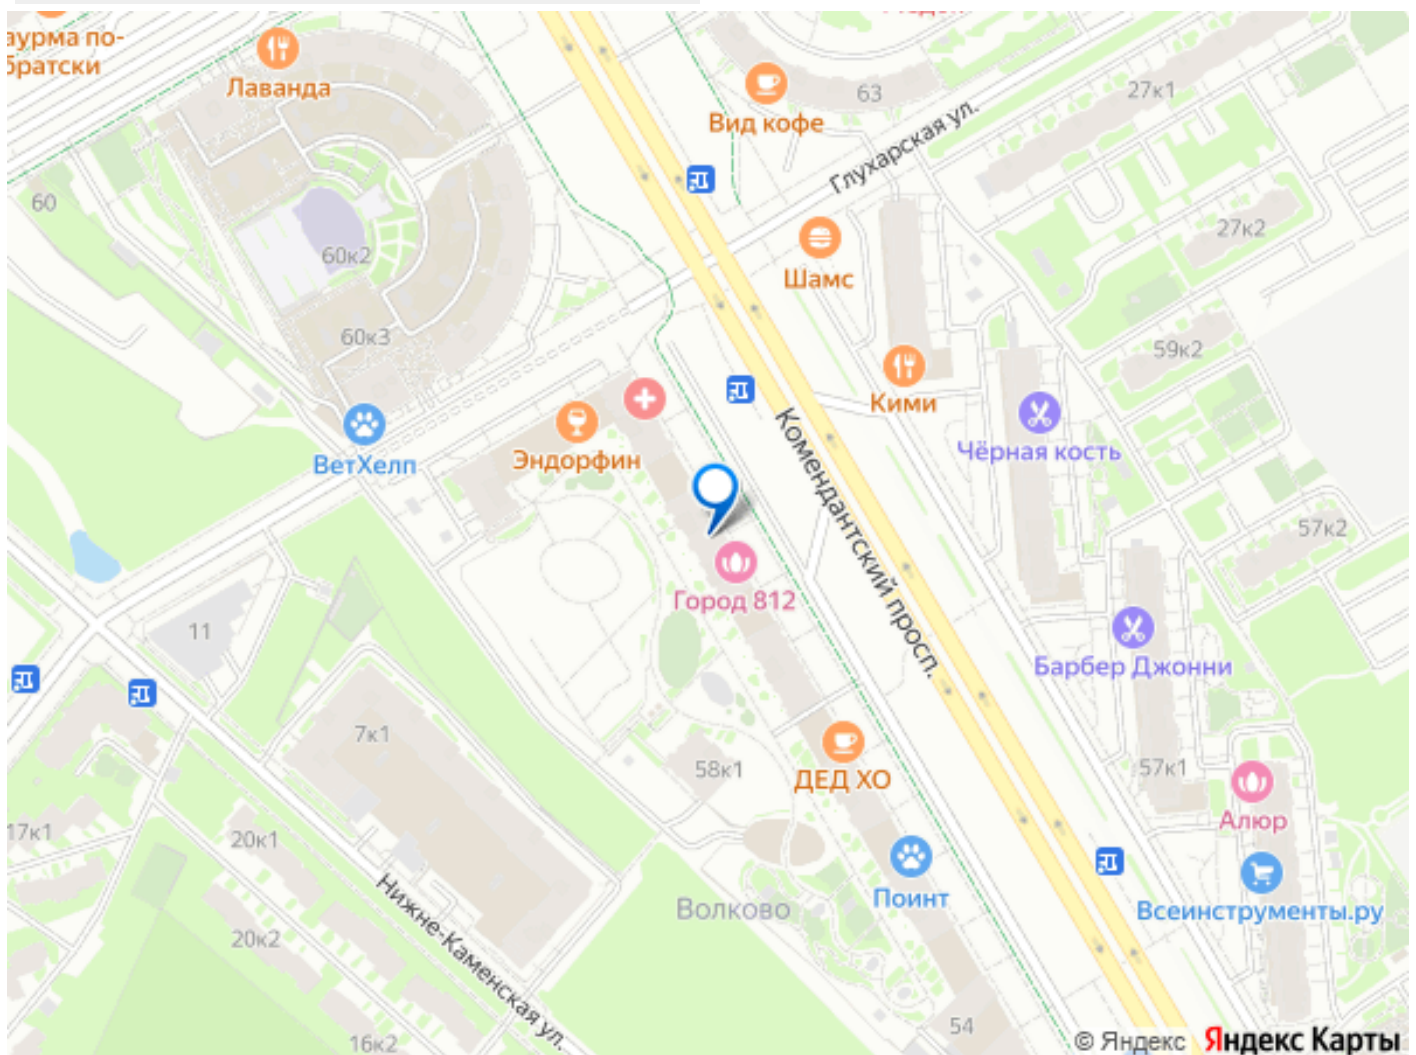 аурма по-
братски
Лаванда
Вид кофе
63
27к1
Глухарская ул.
60
60к2
27к2
Шамс
60к3
59к2
Кими
Чёрная кость
Эндорфин
ВетХелп
Комендантский просп.
57к2
Город 812
11
Барбер Джонни
7к1
58к1
57к1
ДЕД ХО
Алюр
17к1
20к1
Поинт
Всеинструменты.ру
Волково
20к2
Нижне-Каменская ул.
54
16к2
© Яндекс Яндекс Карты